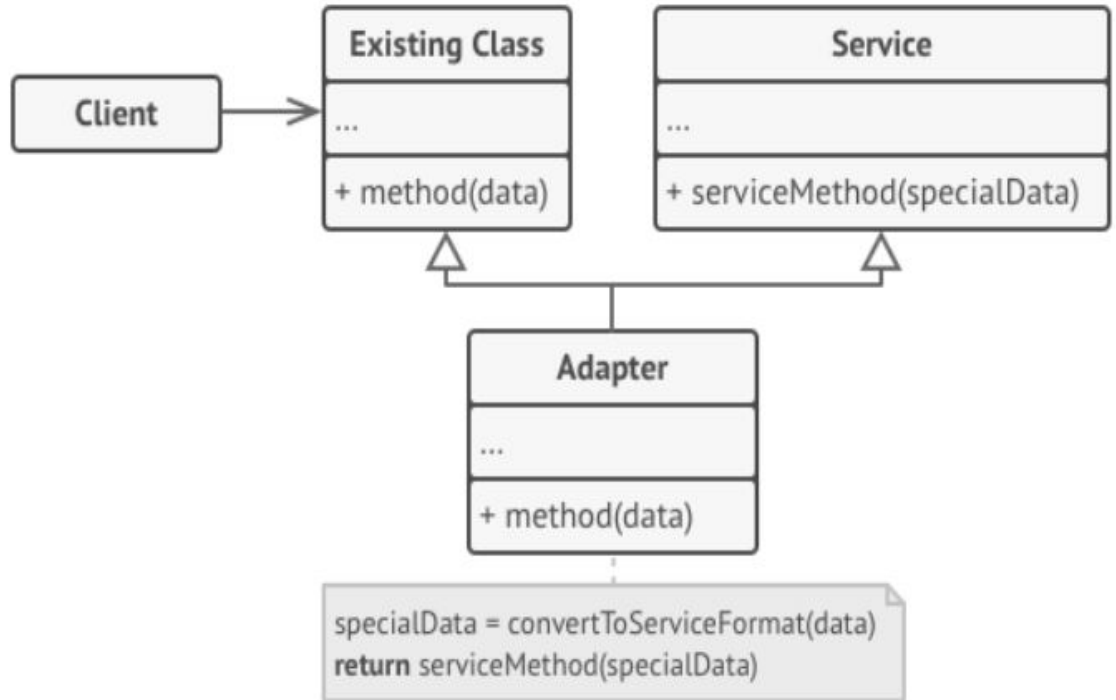 Client
Existing Class
...
+ method(data)
Service
...
+ serviceMethod(specialData)
Adapter
...
+ method(data)
specialData = convertToServiceFormat(data)
return serviceMethod(specialData)